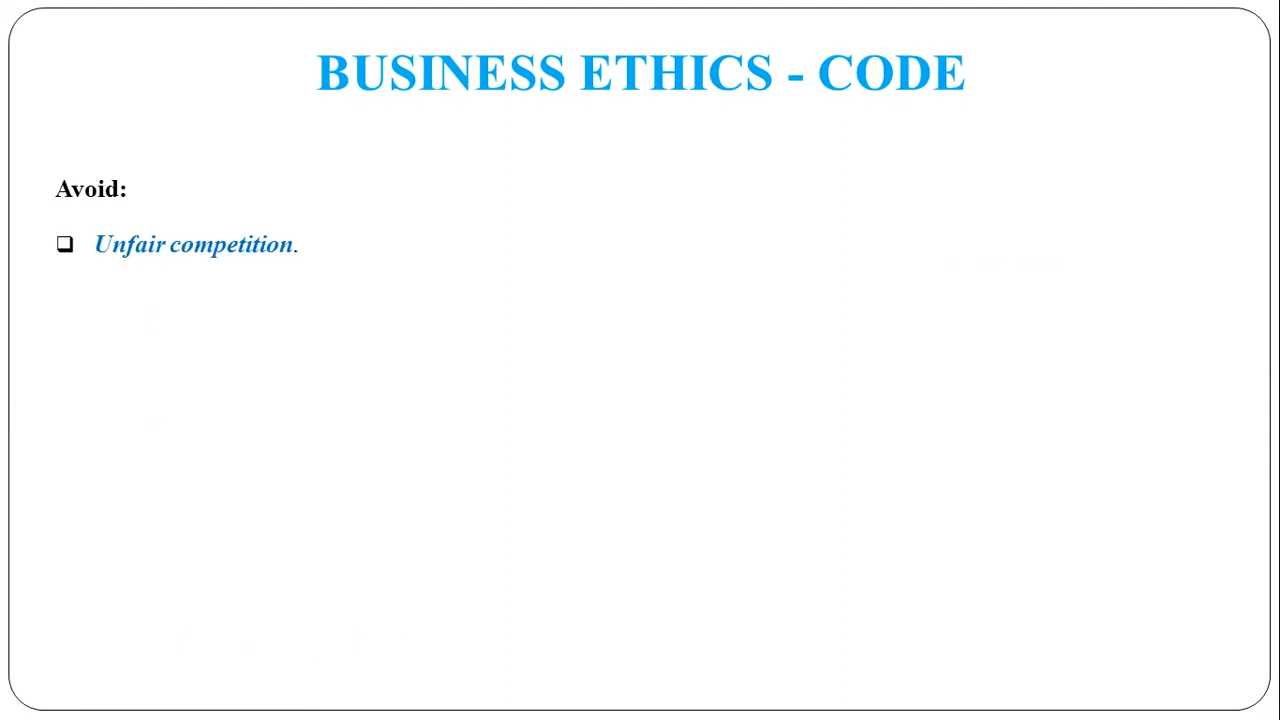 BUSINESS ETHICS - CODE
Avoid:
❑ Unfair competition.